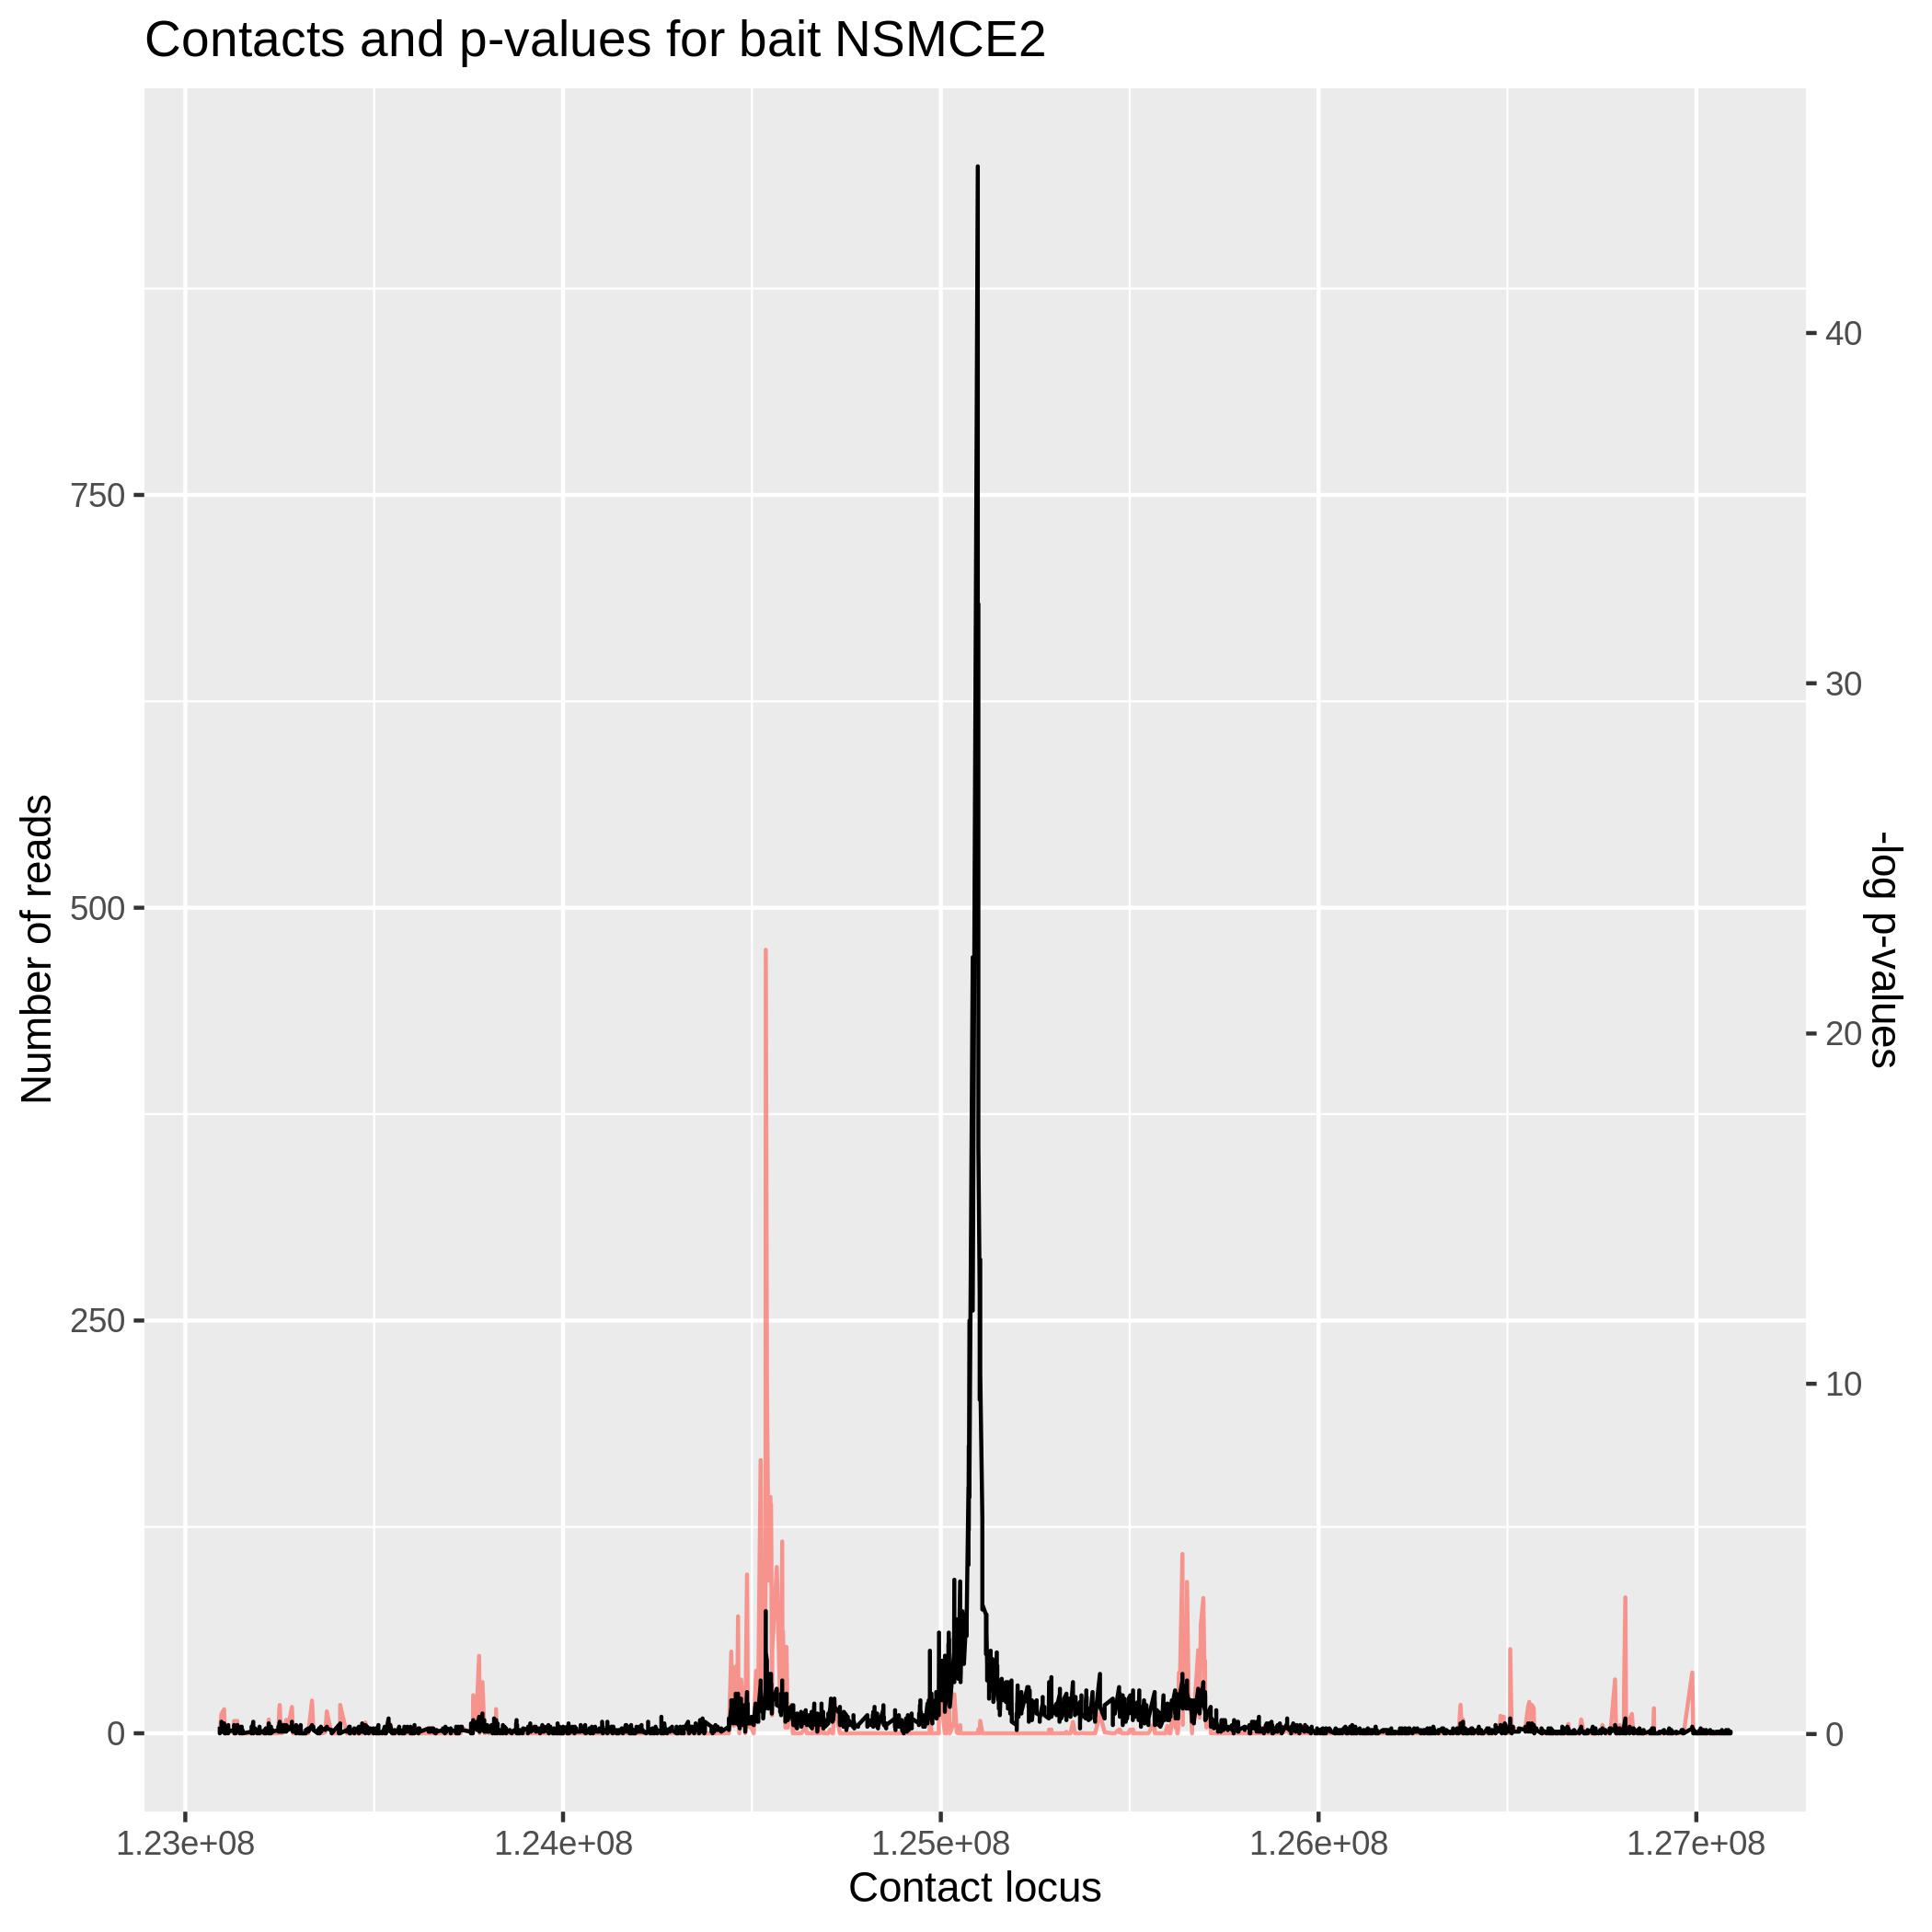 Contacts and p-values for bait NSMCE2
Number of reads
750
500
250
0
40
30
20
10
0
-log p-values
1.23e+08 1.24e+08 1.25e+08 1.26e+08 1.27e+08
Contact locus